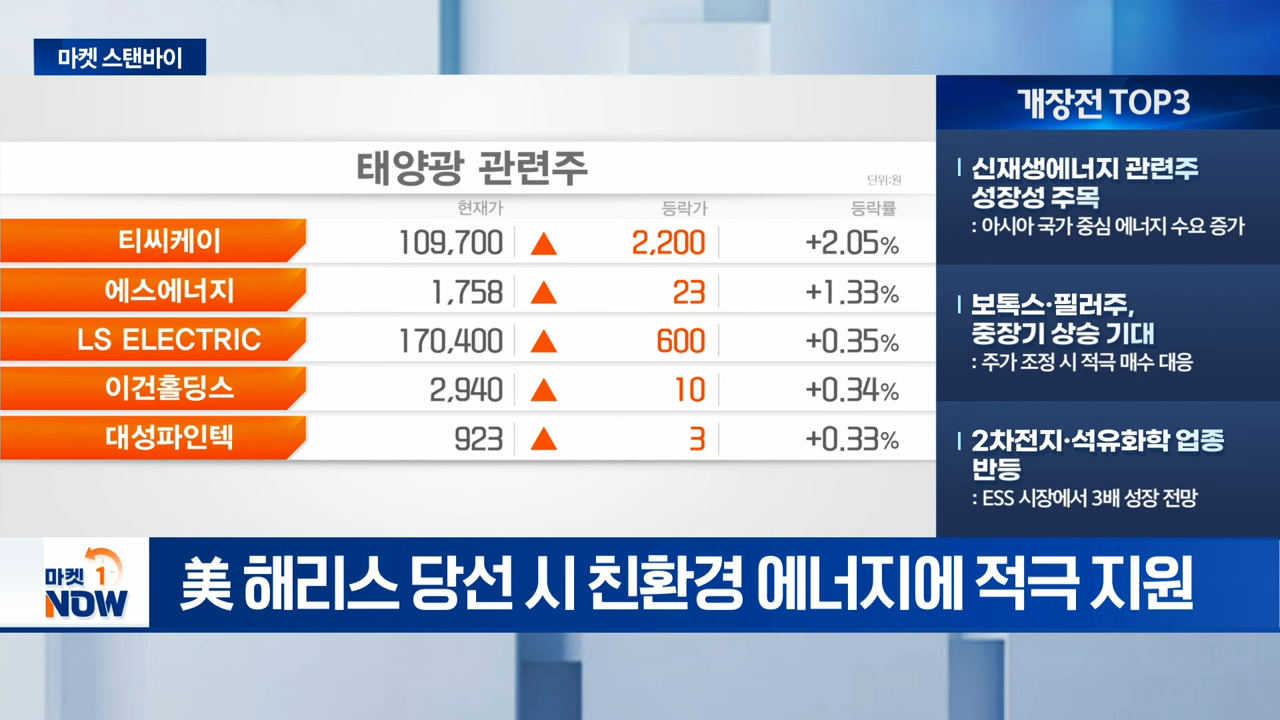 마켓 스탠바이
태양광 관련주
단위:원
현재가 등락가 등락률
티씨케이 109,700 ▲ 2,200 +2.05%
에스에너지 1,758 ▲ 23 +1.33%
LS ELECTRIC 170,400 ▲ 600 +0.35%
이건홀딩스 2,940 ▲ 10 +0.34%
대성파인텍 923 ▲ 3 +0.33%
개장전 TOP3
신재생에너지 관련주
성장성 주목
: 아시아 국가 중심 에너지 수요 증가
보톡스·필러주,
중장기 상승 기대
: 주가 조정 시 적극 매수 대응
2차전지·석유화학 업종
반등
: ESS 시장에서 3배 성장 전망
마켓 1
NOW
美 해리스 당선 시 친환경 에너지에 적극 지원